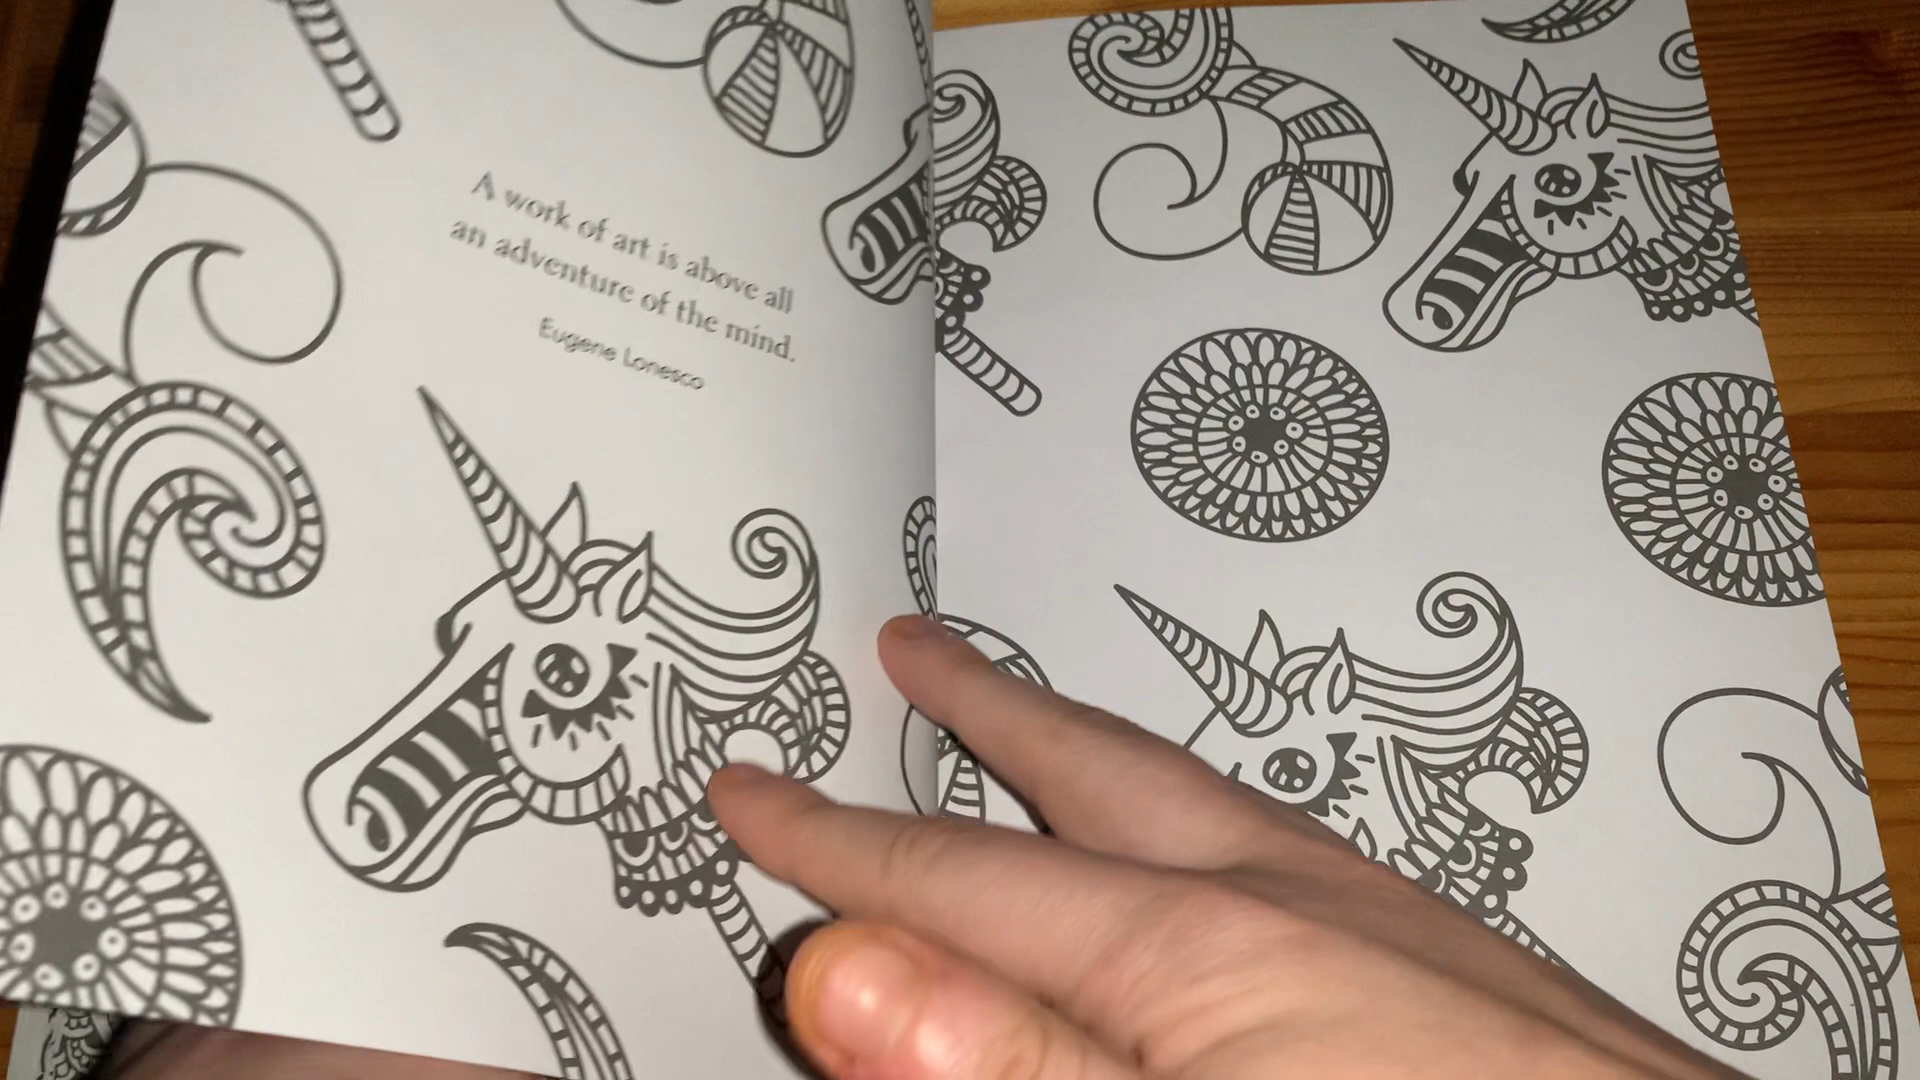 A work of art is above all
an adventure of the mind.
Eugene Lonesco